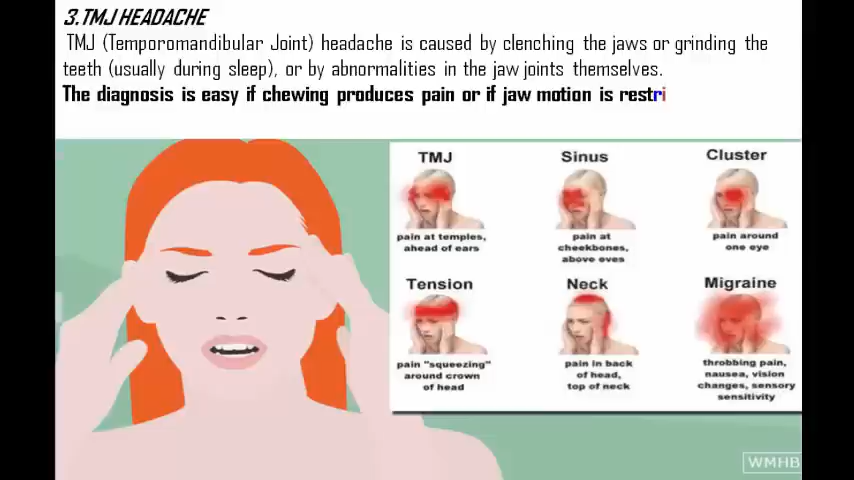 3.TMJ HEADACHE
TMJ (Temporomandibular Joint) headache is caused by clenching the jaws or grinding the
teeth (usually during sleep), or by abnormalities in the jaw joints themselves.
The diagnosis is easy if chewing produces pain or if jaw motion is restri
TMJ
pain at temples,
ahead of ears
Sinus
pain at
cheekbones,
above eyes
Cluster
pain around
one eye
Tension
pain "squeezing"
around crown
of head
Neck
pain in back
of head,
top of neck
Migraine
throbbing pain,
nausea, vision
changes, sensory
sensitivity
WMHB